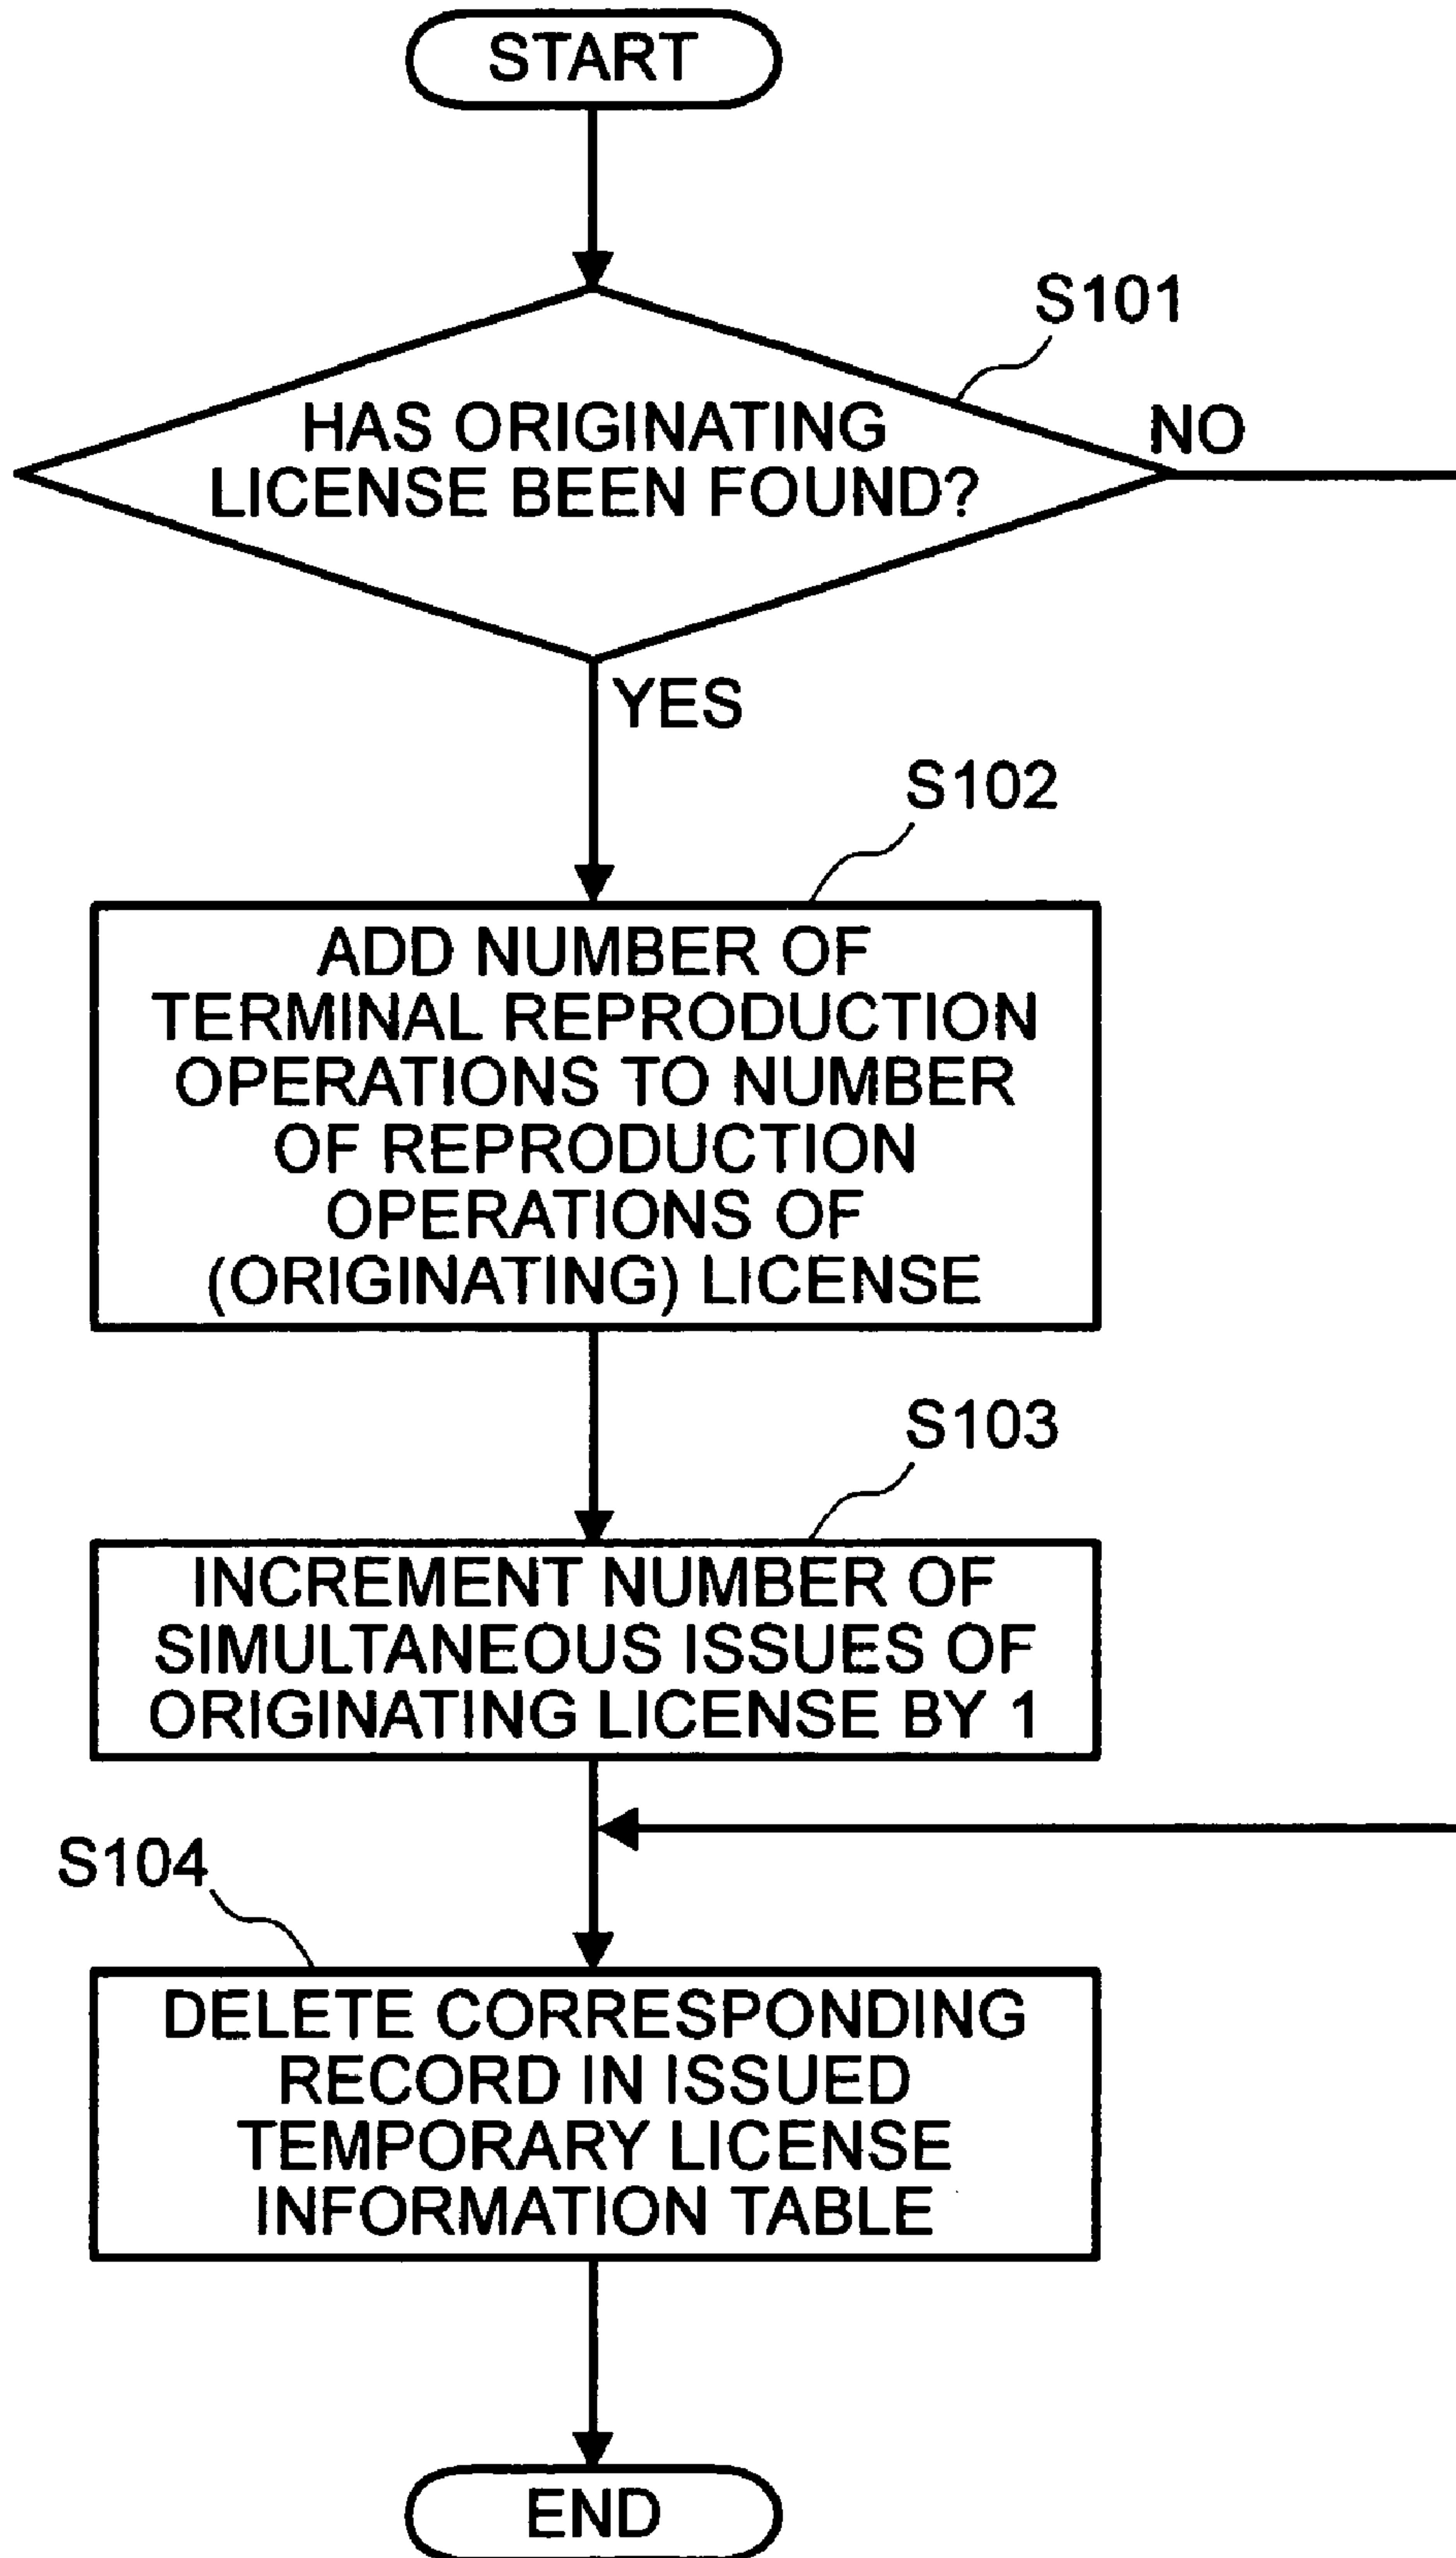 START
S101
HAS ORIGINATING
LICENSE BEEN FOUND?
NO
YES
S102
ADD NUMBER OF
TERMINAL REPRODUCTION
OPERATIONS TO NUMBER
OF REPRODUCTION
OPERATIONS OF
(ORIGINATING) LICENSE
S103
INCREMENT NUMBER OF
SIMULTANEOUS ISSUES OF
ORIGINATING LICENSE BY 1
S104
DELETE CORRESPONDING
RECORD IN ISSUED
TEMPORARY LICENSE
INFORMATION TABLE
END